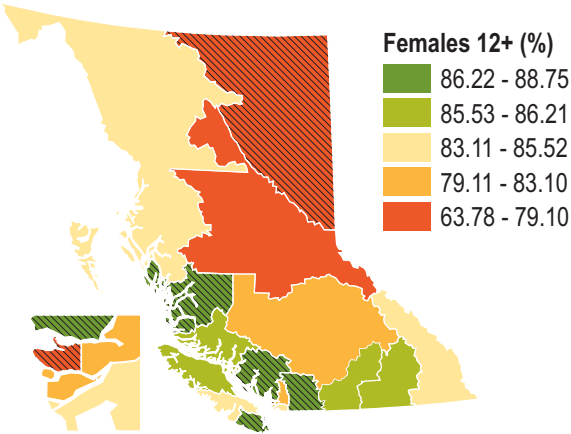 Females 12+ (%)
86.22 - 88.75
85.53 - 86.21
83.11 - 85.52
79.11 - 83.10
63.78 - 79.10